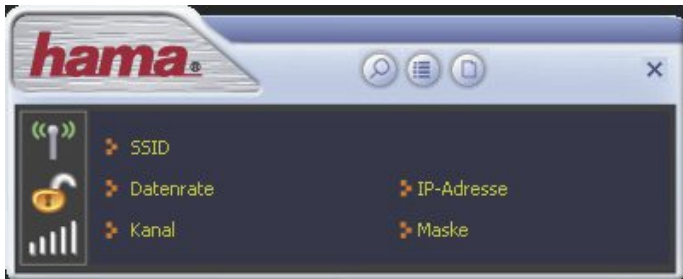 hama®
SSID
Datenrate
IP-Adresse
Kanal
Maske